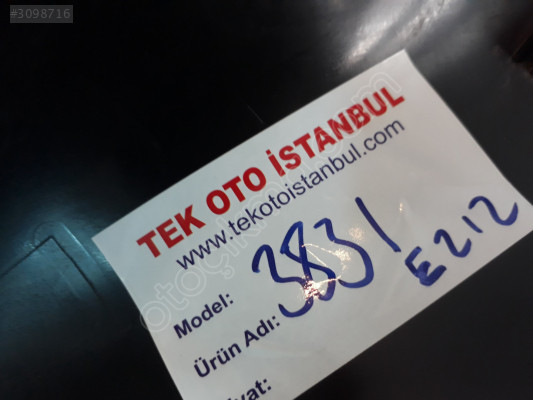 #3098716
TEK OTO İSTANBUL
www.tekotoistanbul.com
Model:
3831
E212
Ürün Adı: